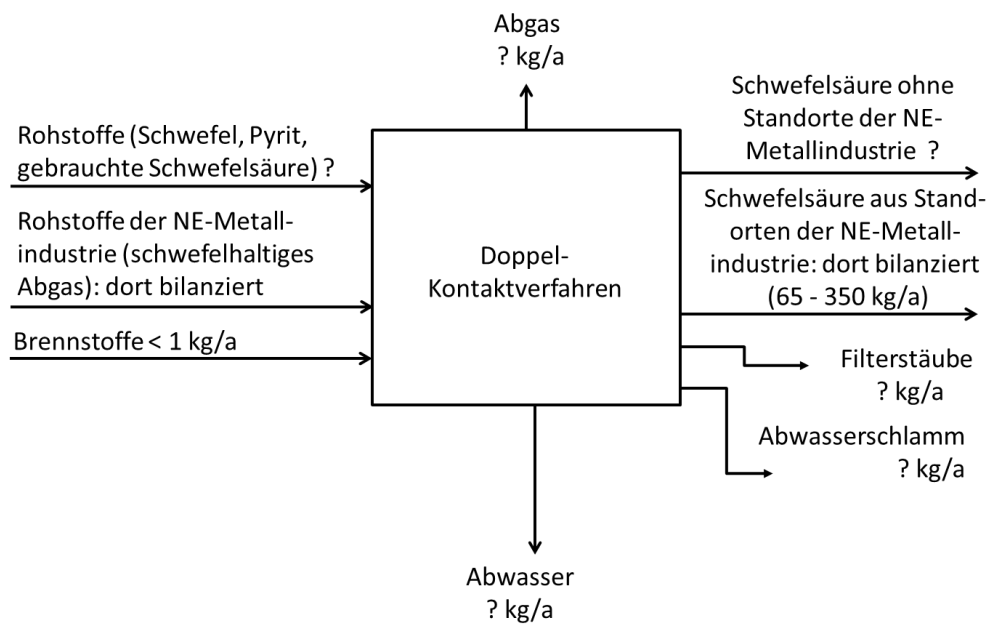 Abgas
? kg/a
Rohstoffe (Schwefel, Pyrit,
gebrauchte Schwefelsäure) ?
Rohstoffe der NE-Metall-
industrie (schwefelhaltiges
Abgas): dort bilanziert
Brennstoffe < 1 kg/a
Doppel-
Kontaktverfahren
Schwefelsäure ohne
Standorte der NE-
Metallindustrie ?
Schwefelsäure aus Stand-
orten der NE-Metall-
industrie: dort bilanziert
(65 - 350 kg/a)
Filterstäube
? kg/a
Abwasserschlamm
? kg/a
Abwasser
? kg/a